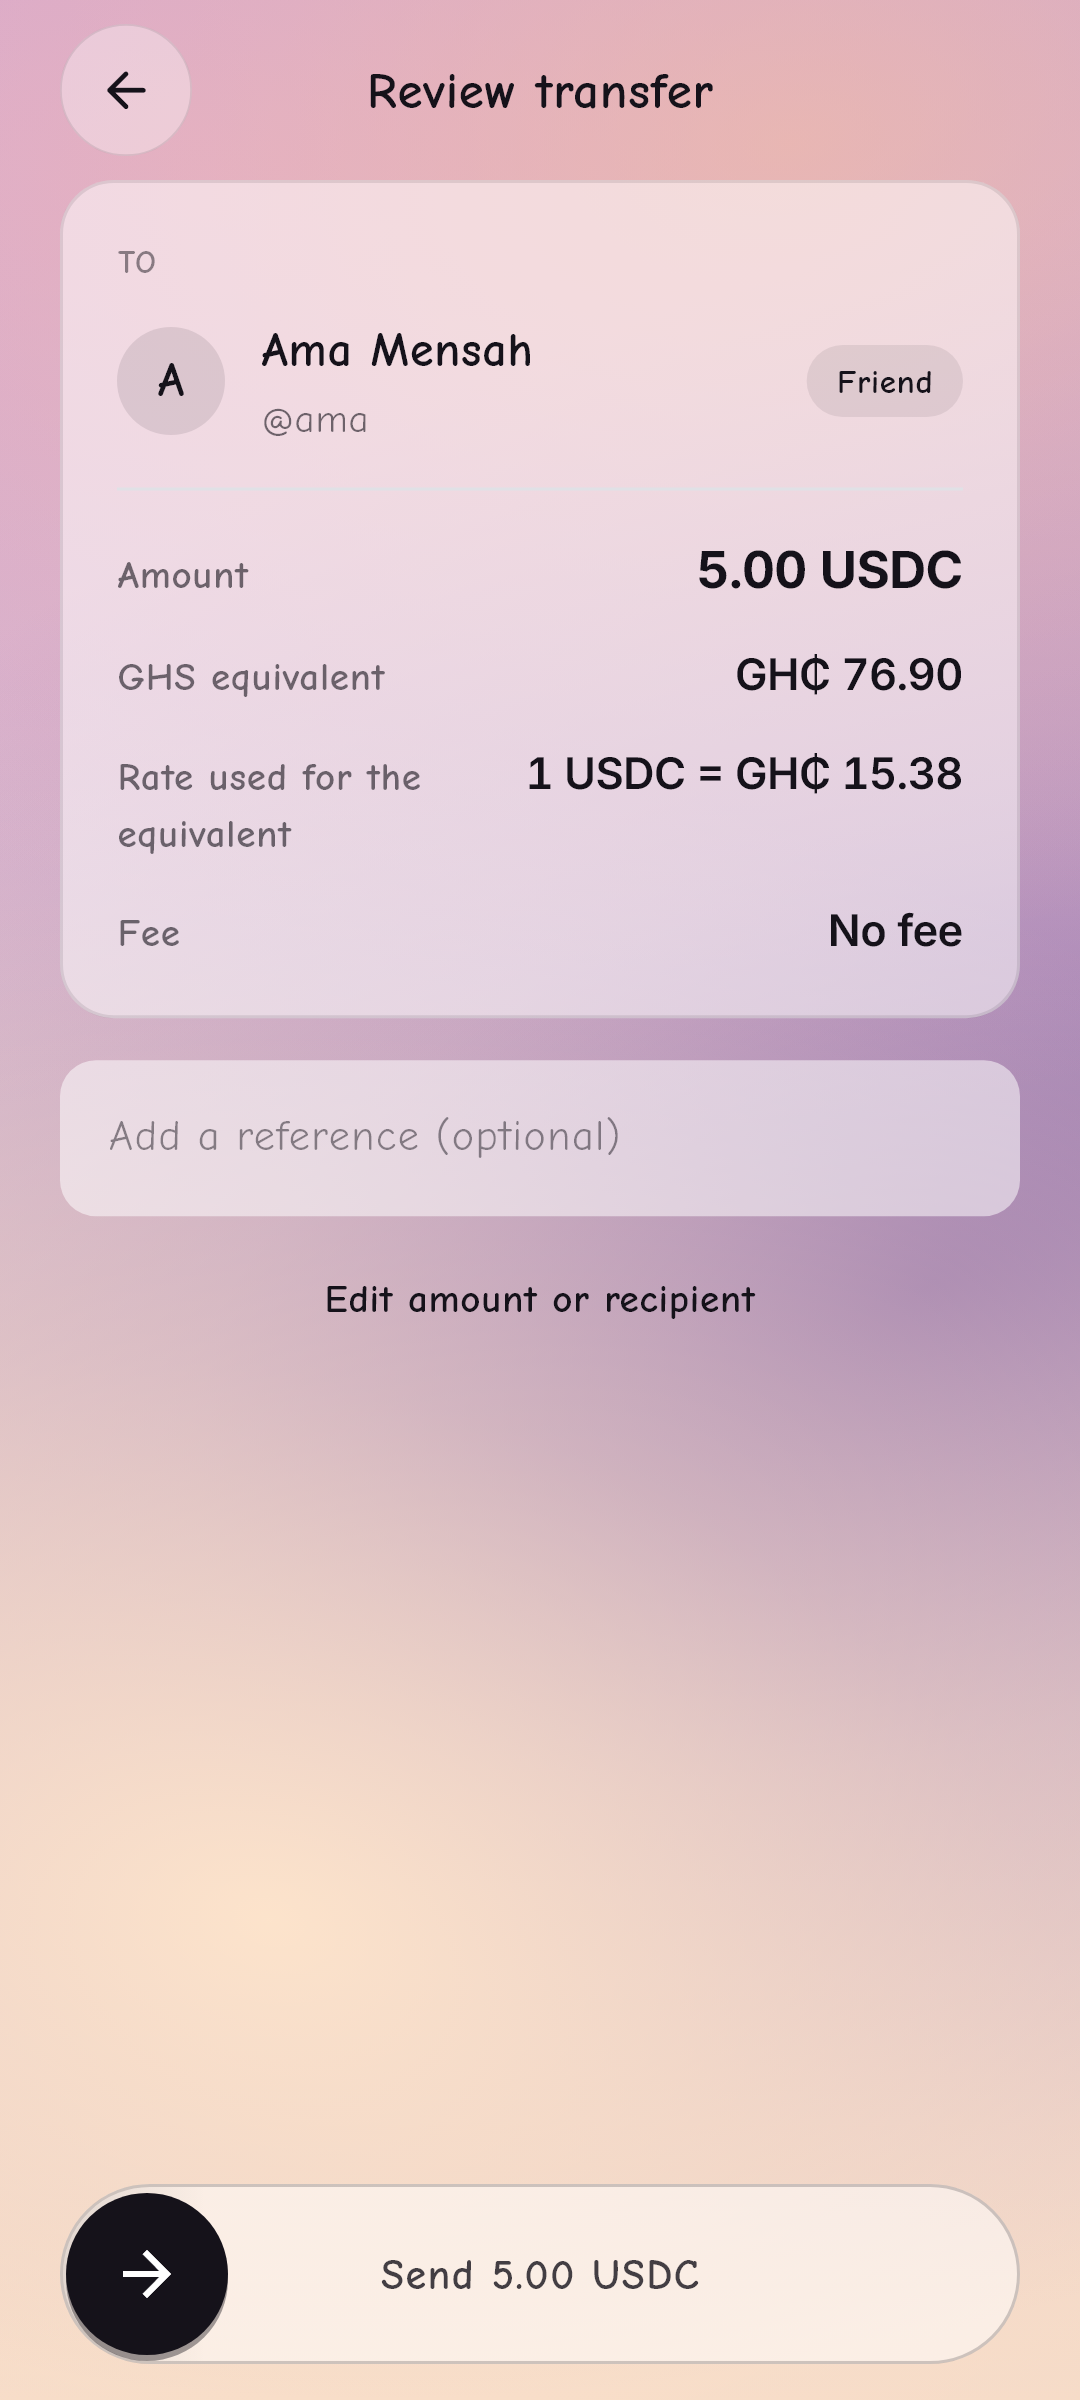 Review transfer
TO
A
Ama Mensah
@ama
Friend
Amount
5.00 USDC
GHS equivalent
GH₵ 76.90
Rate used for the
equivalent
1 USDC = GH₵ 15.38
Fee
No fee
Add a reference (optional)
Edit amount or recipient
Send 5.00 USDC